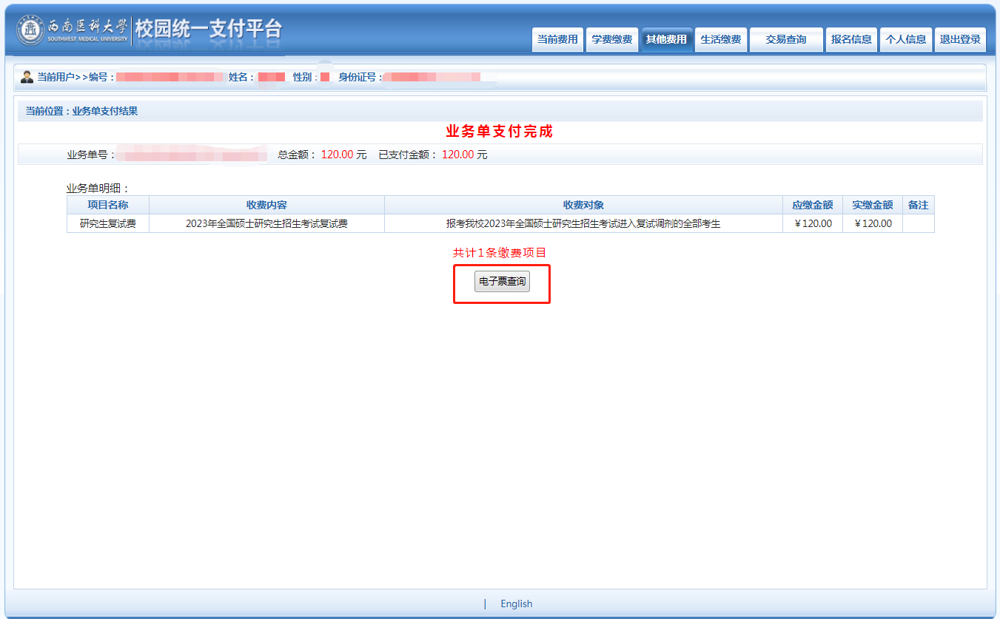 西南医科大学
SOUTHWEST MEDICAL UNIVERSITY
校园统一支付平台
当前费用 学费缴费 其他费用 生活缴费 交易查询 报名信息 个人信息 退出登录
当前用户>>编号： 姓名： 性别： 身份证号：
当前位置：业务单支付结果
业务单支付完成
业务单号： 总金额： 120.00 元 已支付金额： 120.00 元
业务单明细：
项目名称 收费内容 收费对象 应缴金额 实缴金额 备注
研究生复试费 2023年全国硕士研究生招生考试复试费 报考我校2023年全国硕士研究生招生考试进入复试调剂的全部考生 ￥120.00 ￥120.00
共计1条缴费项目
电子票查询
| English